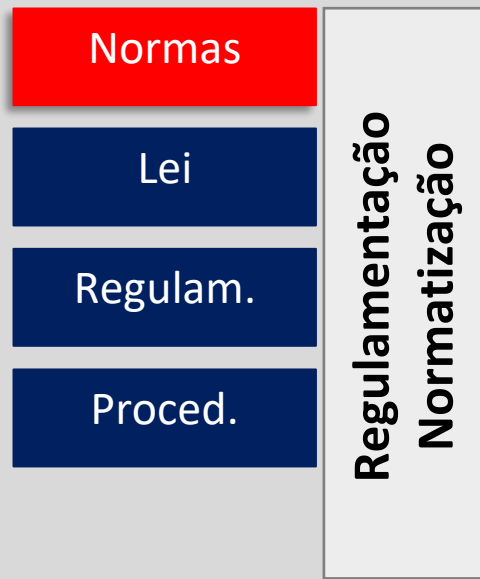 Normas
Lei
Regulam.
Proced.
Regulamentação
Normatização